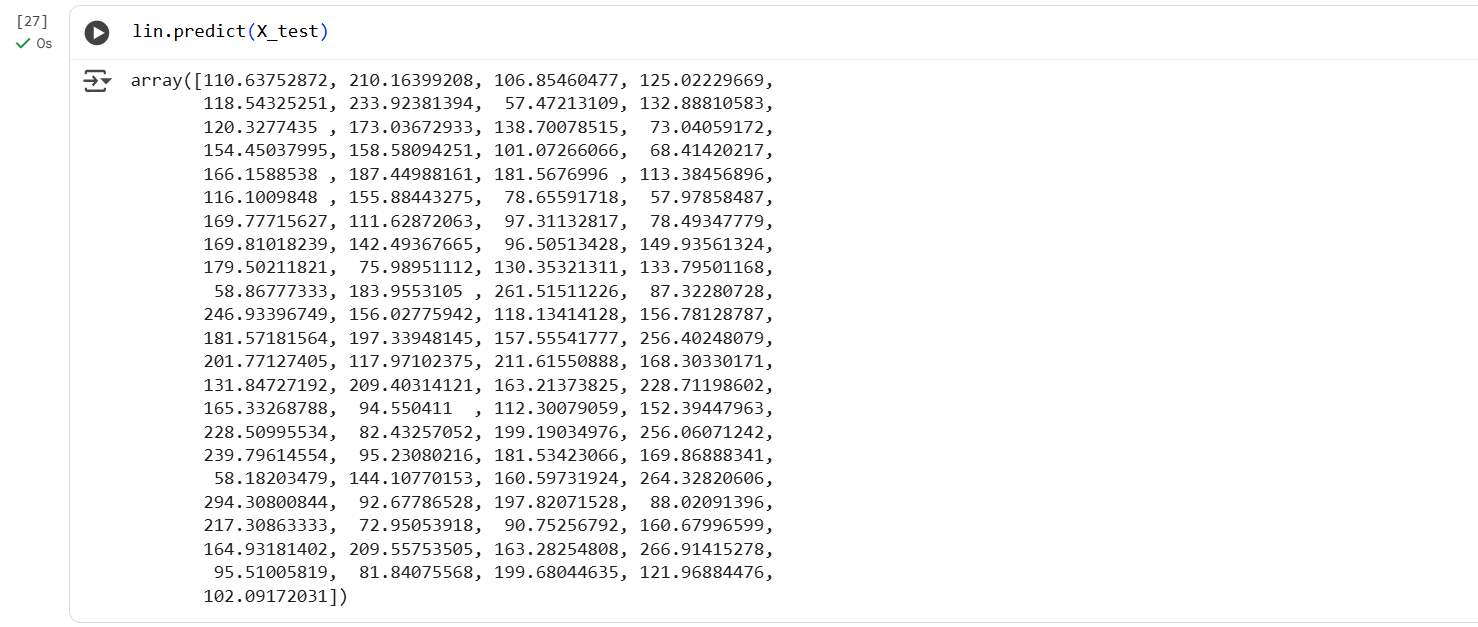 [27]
0s
lin.predict(X_test)
array([110.63752872, 210.16399208, 106.85460477, 125.02229669,
118.54325251, 233.92381394,  57.47213109, 132.88810583,
120.3277435 , 173.03672933, 138.70078515,  73.04059172,
154.45037995, 158.58094251, 101.07266066,  68.41420217,
166.1588538 , 187.44988161, 181.5676996 , 113.38456896,
116.1009848 , 155.88443275,  78.65591718,  57.97858487,
169.77715627, 111.62872063,  97.31132817,  78.49347779,
169.81018239, 142.49367665,  96.50513428, 149.93561324,
179.50211821,  75.98951112, 130.35321311, 133.79501168,
58.86777333, 183.9553105 , 261.51511226,  87.32280728,
246.93396749, 156.02775942, 118.13414128, 156.78128787,
181.57181564, 197.33948145, 157.55541777, 256.40248079,
201.77127405, 117.97102375, 211.61550888, 168.30330171,
131.84727192, 209.40314121, 163.21373825, 228.71198602,
165.33268788,  94.550411  , 112.30079059, 152.39447963,
228.50995534,  82.43257052, 199.19034976, 256.06071242,
239.79614554,  95.23080216, 181.53423066, 169.86888341,
58.18203479, 144.10770153, 160.59731924, 264.32820606,
294.30800844,  92.67786528, 197.82071528,  88.02091396,
217.30863333,  72.95053918,  90.75256792, 160.67996599,
164.93181402, 209.55753505, 163.28254808, 266.91415278,
95.51005819,  81.84075568, 199.68044635, 121.96884476,
102.09172031])